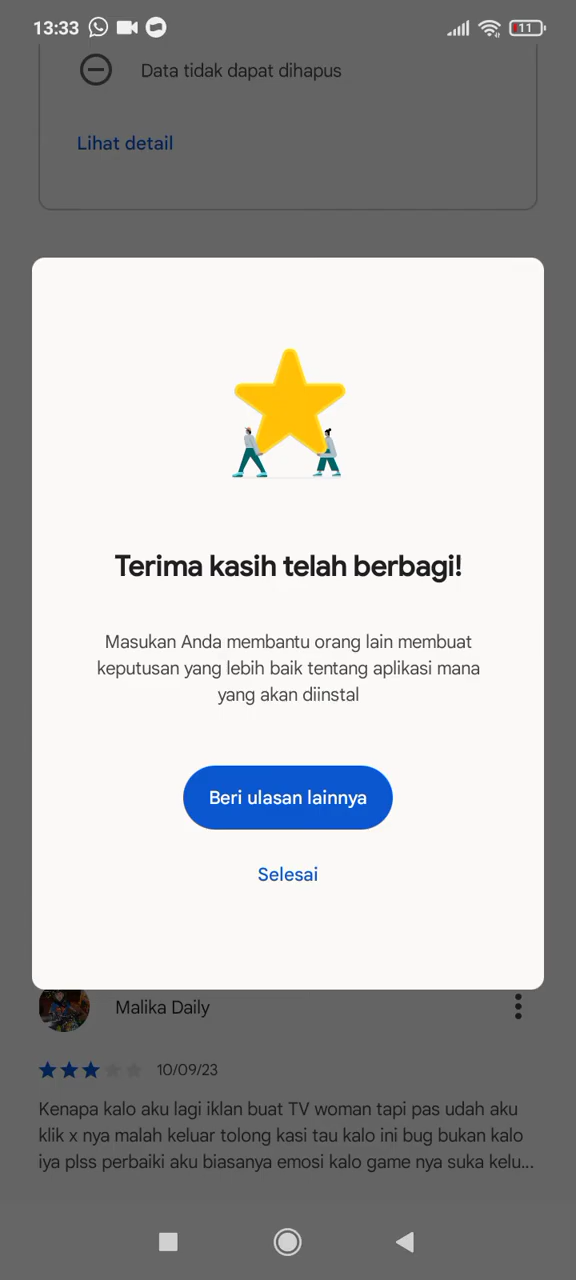 13:33
11
Data tidak dapat dihapus
Lihat detail
Terima kasih telah berbagi!
Masukan Anda membantu orang lain membuat
keputusan yang lebih baik tentang aplikasi mana
yang akan diinstal
Beri ulasan lainnya
Selesai
Malika Daily
10/09/23
Kenapa kalo aku lagi iklan buat TV woman tapi pas udah aku
klik x nya malah keluar tolong kasi tau kalo ini bug bukan kalo
iya plss perbaiki aku biasanya emosi kalo game nya suka kelu...